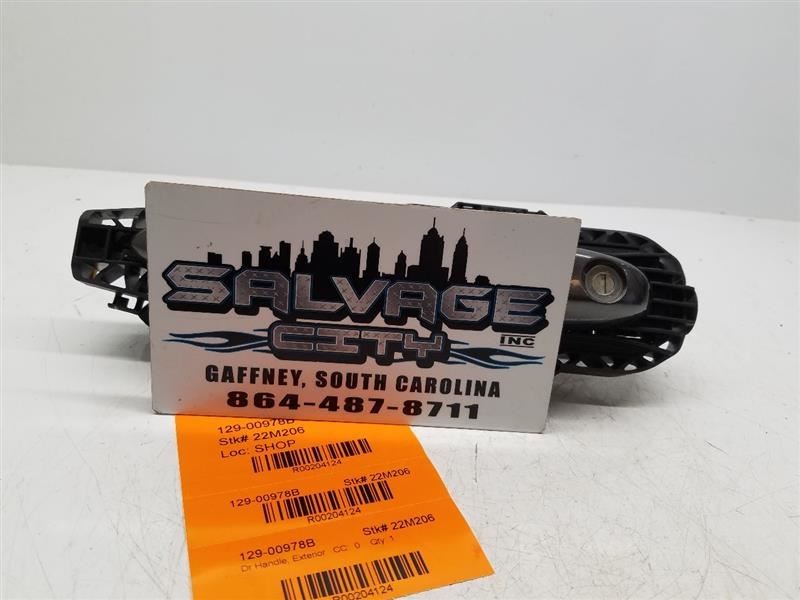 SALVAGE
CITY
INC
GAFFNEY, SOUTH CAROLINA
864-487-8711
129-00978B
Stk# 22M206
Loc: SHOP
R00204124
129-00978B Stk# 22M206
R00204124
129-00978B Stk# 22M206
Dr Handle, Exterior CC: 0 Qty 1
R00204124